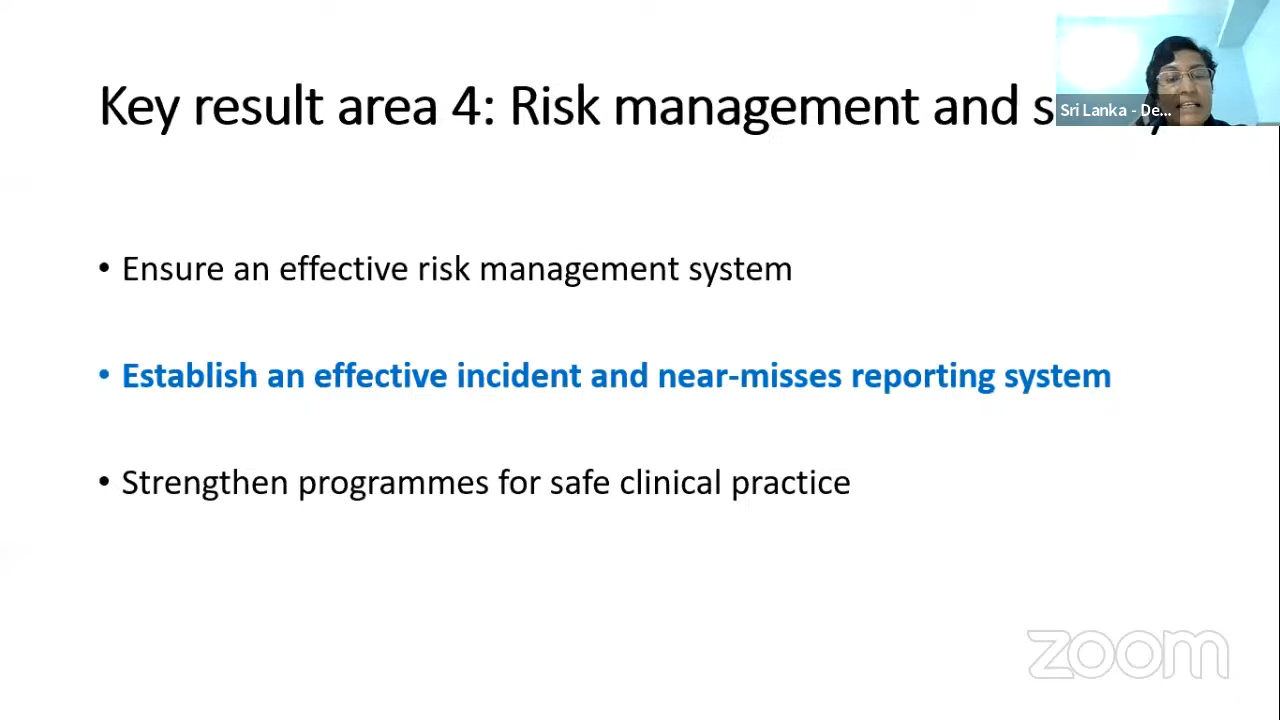 Key result area 4: Risk management and
Sri Lanka - De...
• Ensure an effective risk management system
• Establish an effective incident and near-misses reporting system
• Strengthen programmes for safe clinical practice
zoom